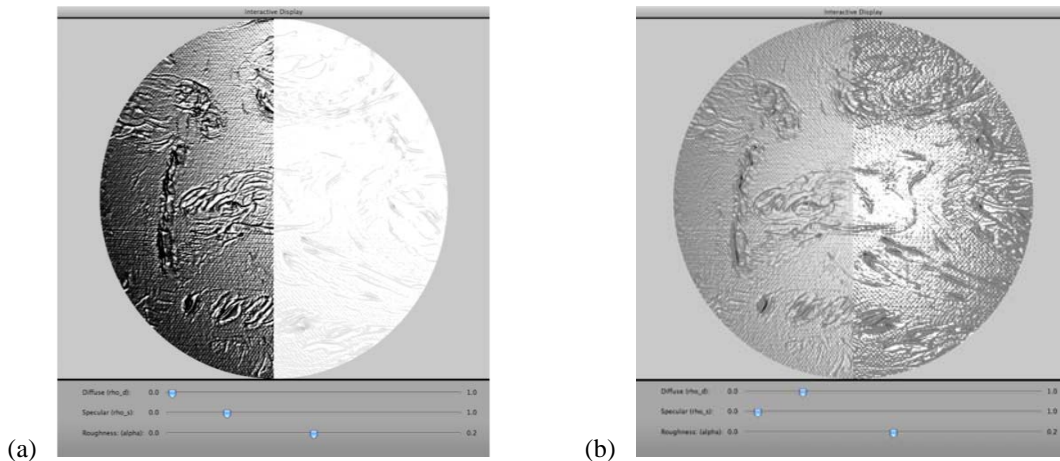 Interactive Display
Diffuse (rho_d): 0.0 1.0
Specular (rho_s): 0.0 1.0
Roughness: (alpha): 0.0 0.2
(a)
Interactive Display
Diffuse (rho_d): 0.0 1.0
Specular (rho_s): 0.0 1.0
Roughness: (alpha): 0.0 0.2
(b)